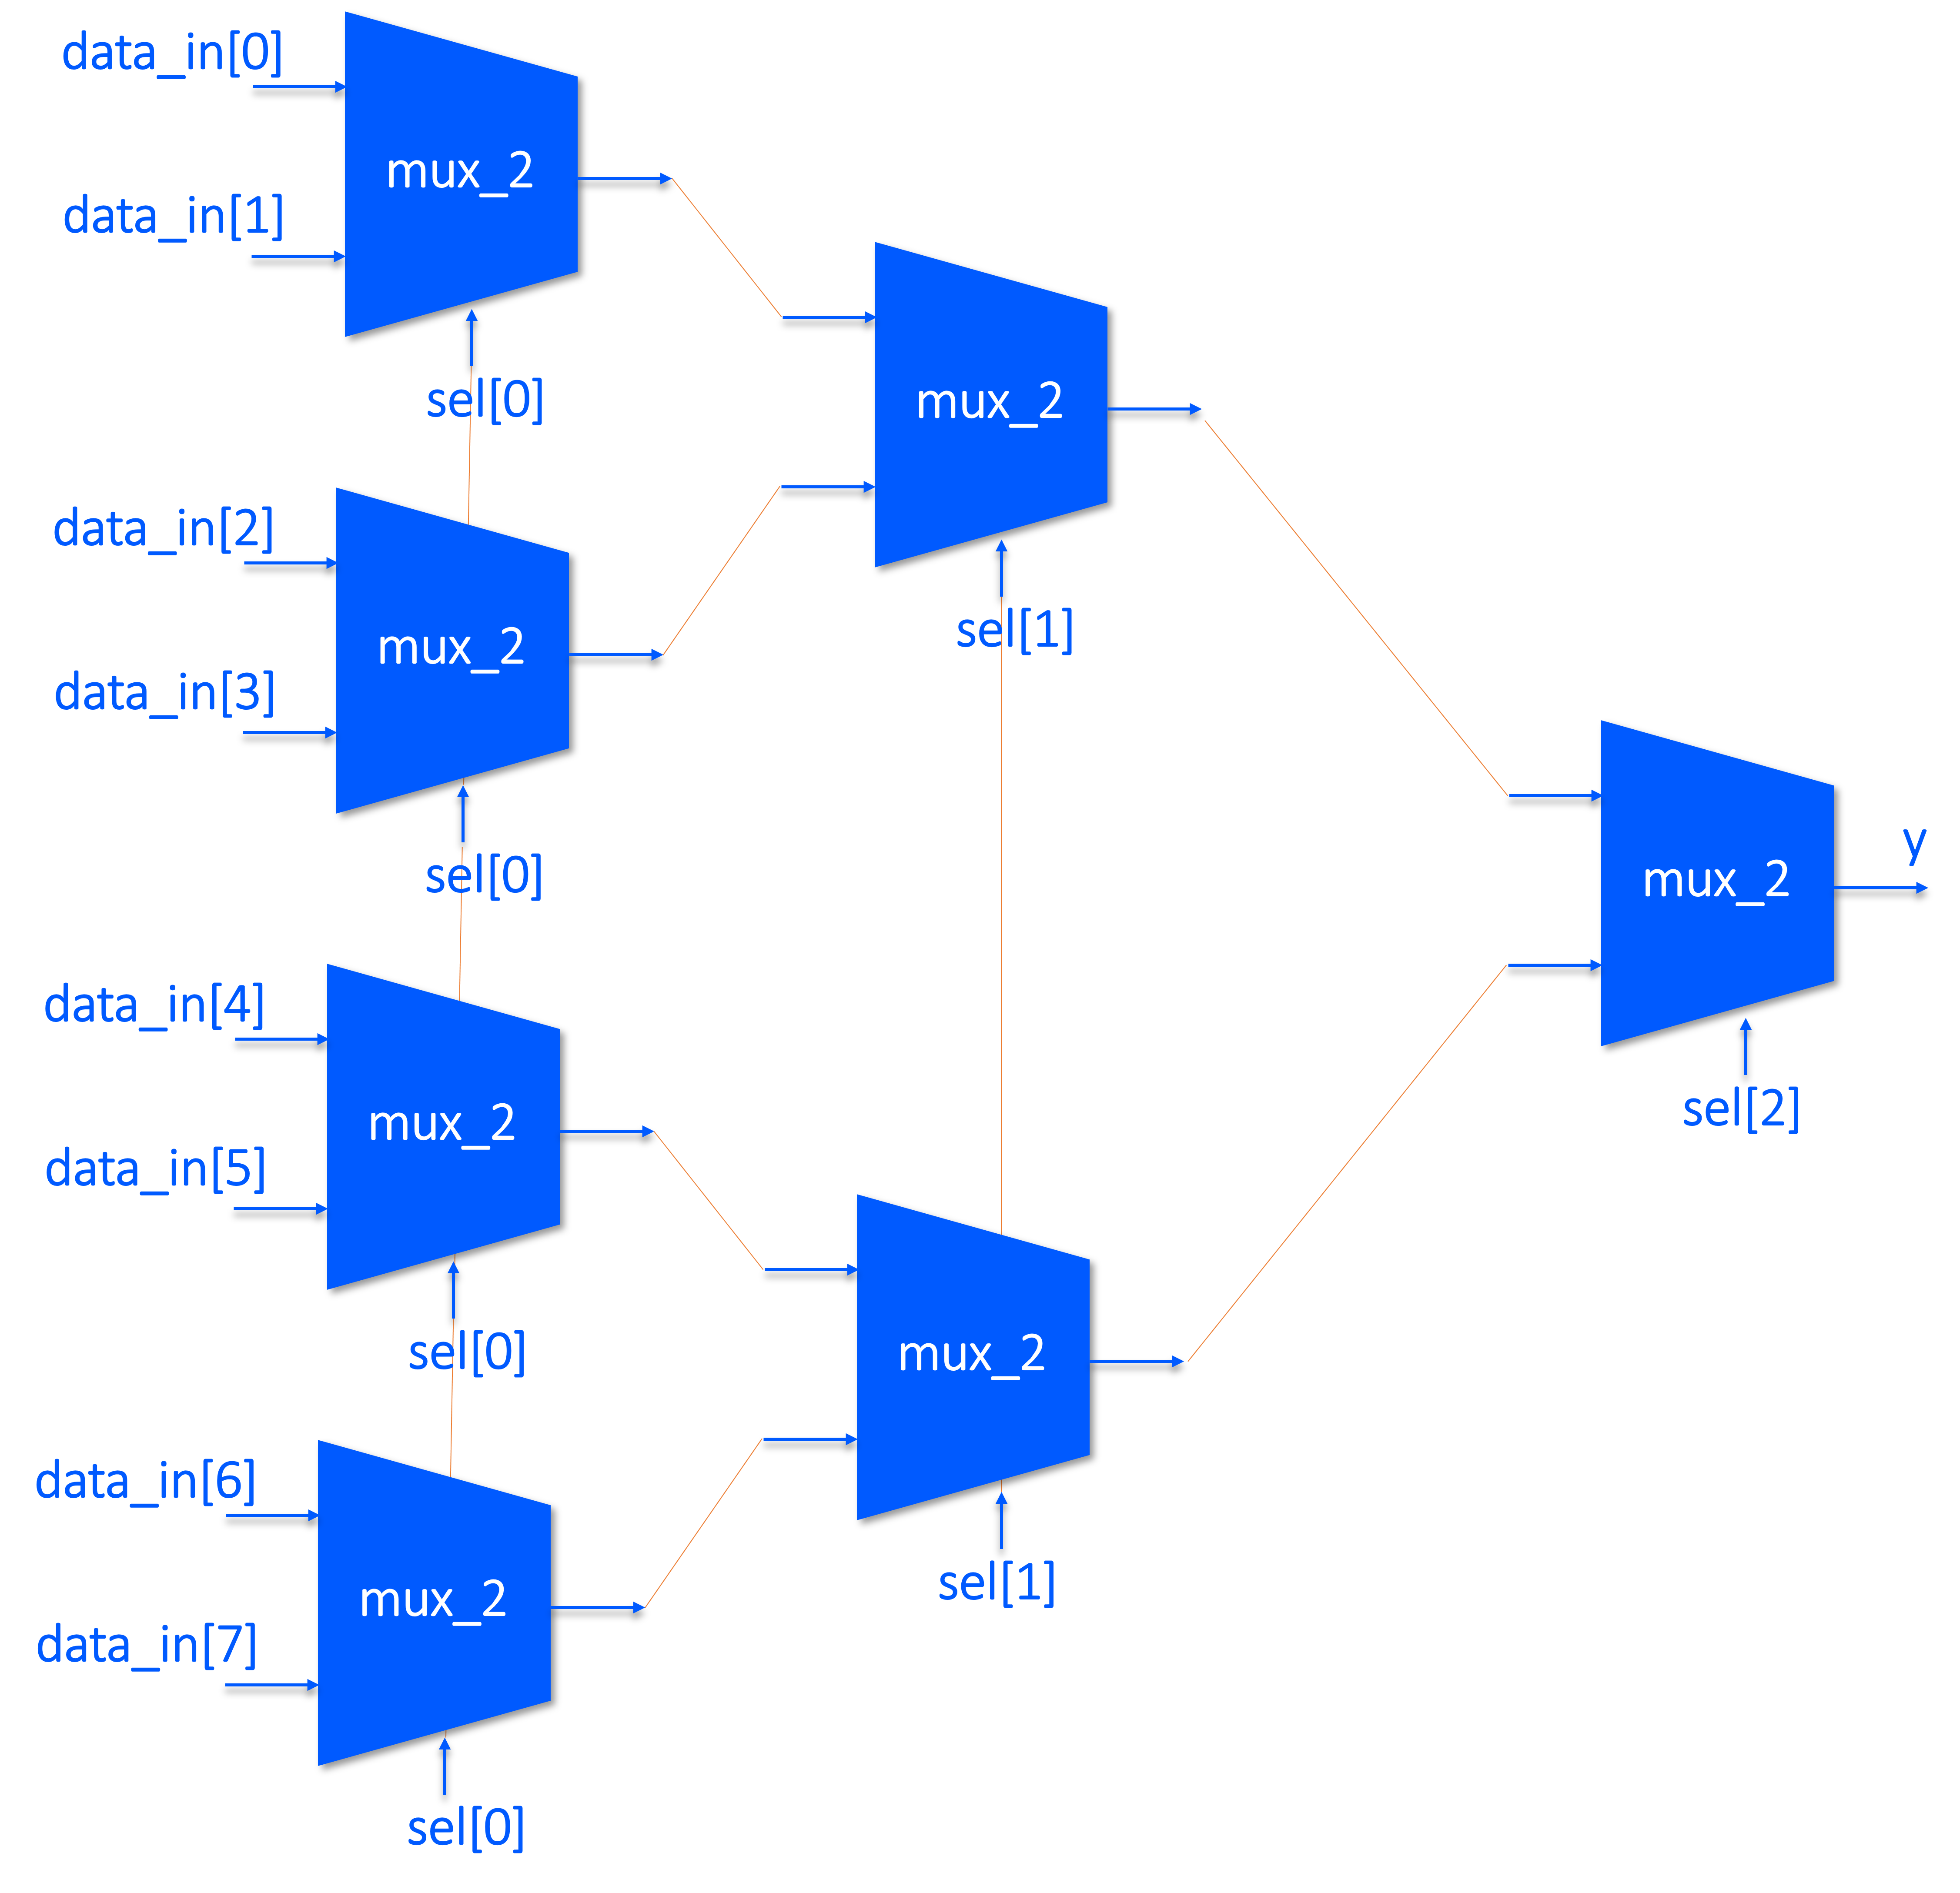 data_in[0]
mux_2
data_in[1]
sel[0]
mux_2
sel[1]
data_in[2]
mux_2
data_in[3]
sel[0]
y
mux_2
sel[2]
data_in[4]
mux_2
data_in[5]
sel[0]
mux_2
sel[1]
data_in[6]
mux_2
data_in[7]
sel[0]